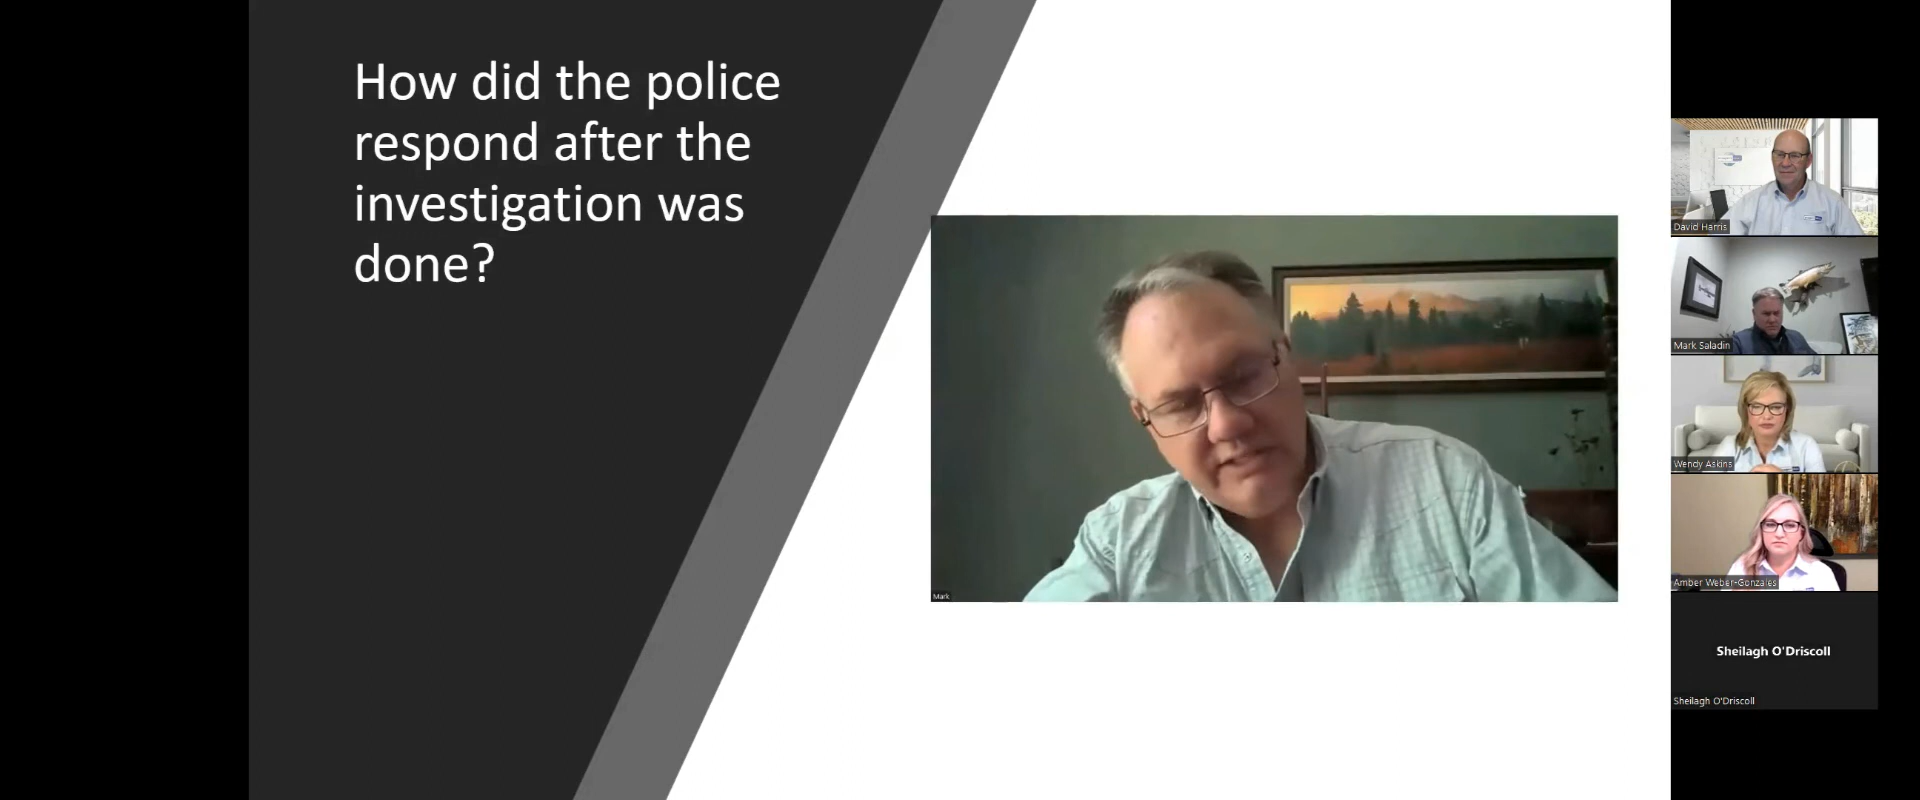 How did the police
respond after the
investigation was
done?
Mark
David Harris
Mark Saladin
Wendy Askins
Amber Weber-Gonzales
Sheilagh O'Driscoll
Sheilagh O'Driscoll